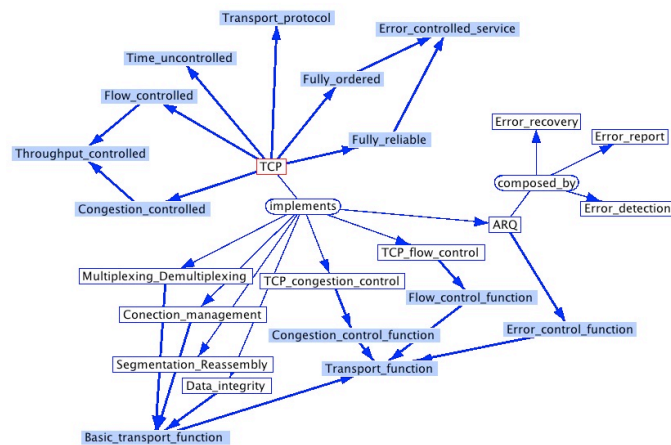 Transport_protocol
Error_controlled_service
Time_uncontrolled
Fully_ordered
Flow_controlled
Error_recovery
Error_report
Fully_reliable
Throughput_controlled
TCP
composed_by
Congestion_controlled
implements
Error_detection
ARQ
TCP_flow_control
Multiplexing_Demultiplexing
TCP_congestion_control
Flow_control_function
Conection_management
Congestion_control_function
Error_control_function
Segmentation_Reassembly
Transport_function
Data_integrity
Basic_transport_function